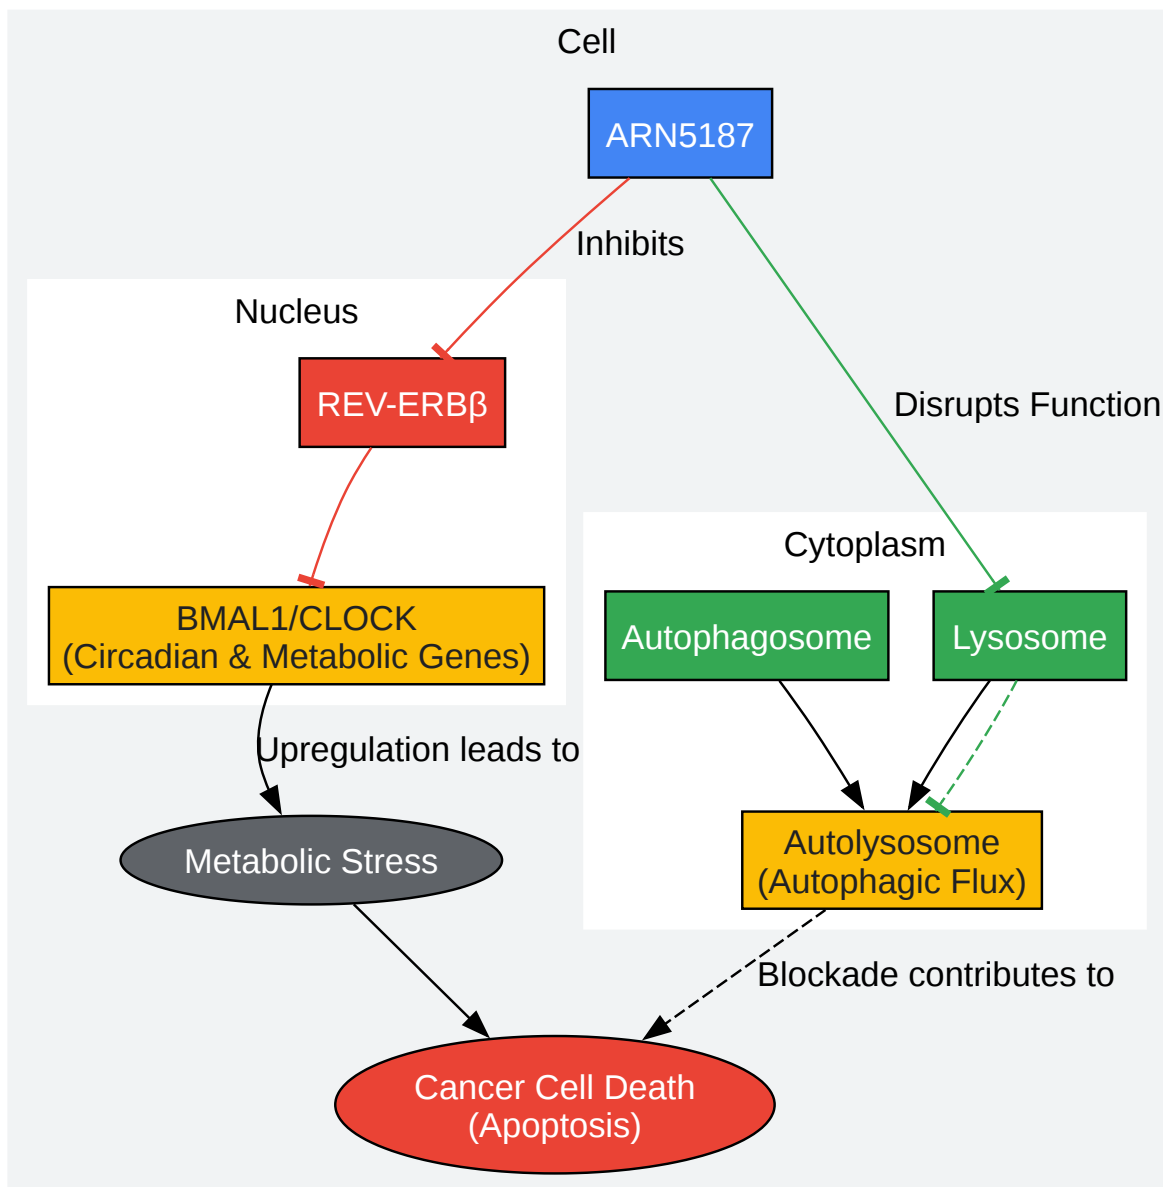 Cell
ARN5187
Inhibits
Nucleus
REV-ERBβ
Disrupts Function
Cytoplasm
BMAL1/CLOCK
(Circadian & Metabolic Genes)
Autophagosome
Lysosome
Upregulation leads to
Metabolic Stress
Autolysosome
(Autophagic Flux)
Blockade contributes to
Cancer Cell Death
(Apoptosis)